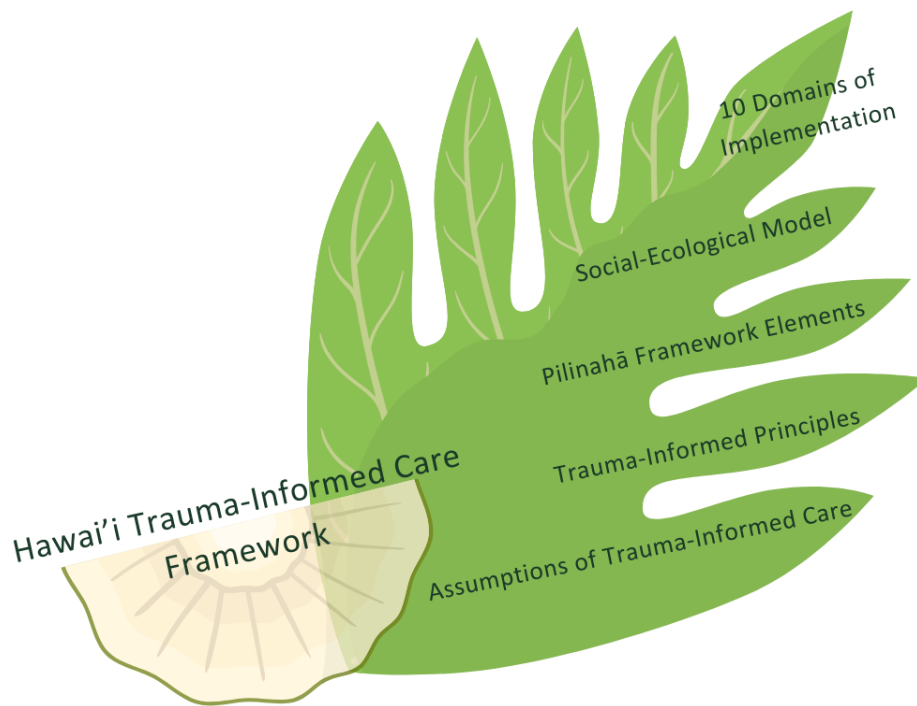 10 Domains of
Implementation
Social-Ecological Model
Pilinahā Framework Elements
Trauma-Informed Principles
Assumptions of Trauma-Informed Care
Hawai’i Trauma-Informed Care
Framework